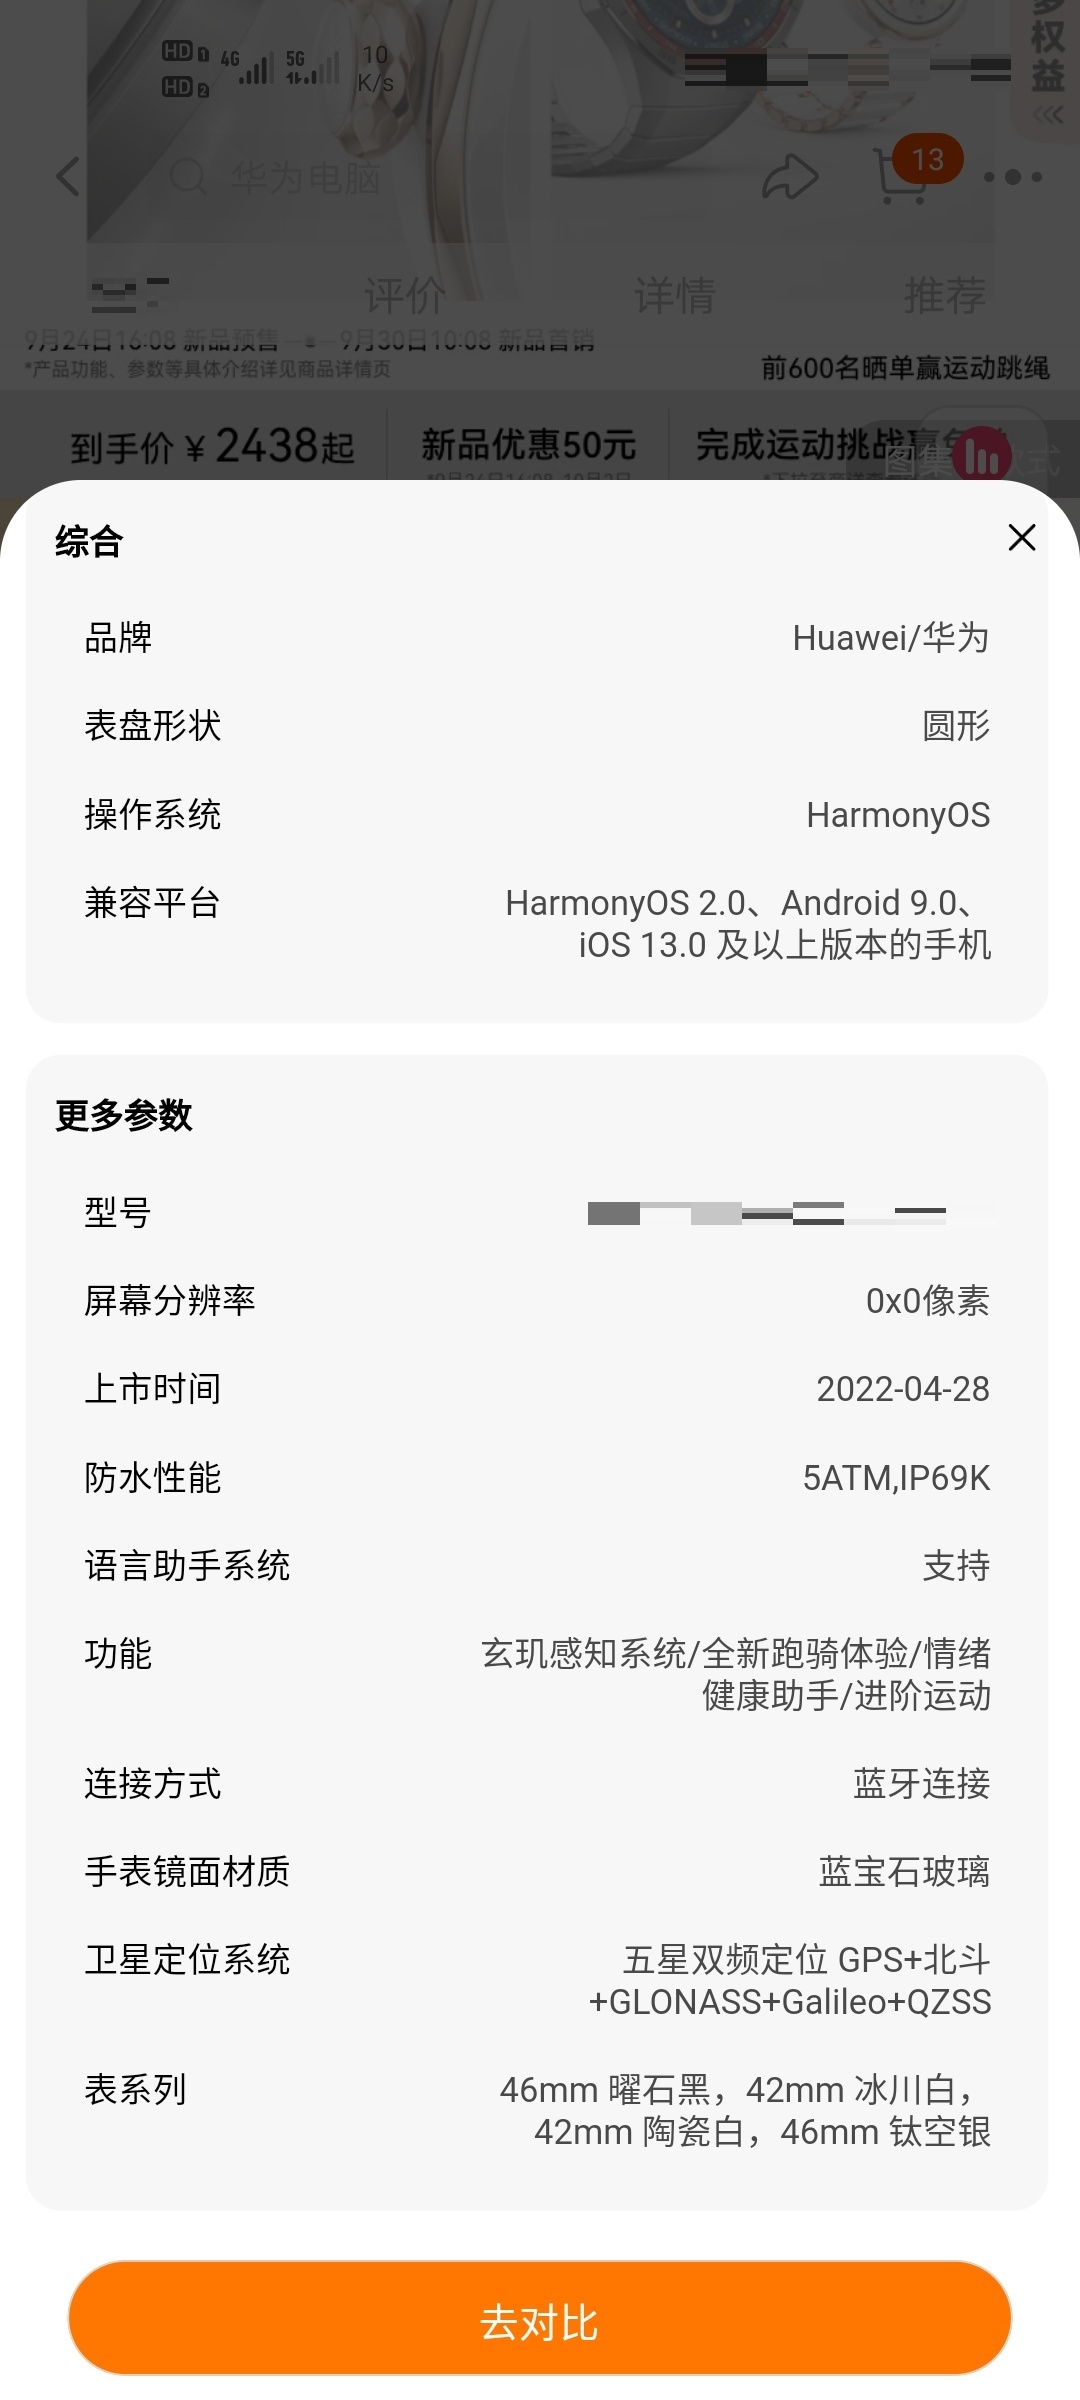 多
权
益
HD 1 4G 5G 10
HD 2 K/s
华为电脑
13
评价 详情 推荐
9月24日16:08 新品预售 9月30日10:08 新品首销
*产品功能、参数等具体介绍详见商品详情页
前600名晒单赢运动跳绳
到手价 ¥ 2438起 新品优惠50元 完成运动挑战赢
图集 式
综合
品牌 Huawei/华为
表盘形状 圆形
操作系统 HarmonyOS
兼容平台 HarmonyOS 2.0、Android 9.0、
iOS 13.0 及以上版本的手机
更多参数
型号
屏幕分辨率 0x0像素
上市时间 2022-04-28
防水性能 5ATM,IP69K
语言助手系统 支持
功能 玄玑感知系统/全新跑骑体验/情绪
健康助手/进阶运动
连接方式 蓝牙连接
手表镜面材质 蓝宝石玻璃
卫星定位系统 五星双频定位 GPS+北斗
+GLONASS+Galileo+QZSS
表系列 46mm 曜石黑，42mm 冰川白，
42mm 陶瓷白，46mm 钛空银
去对比